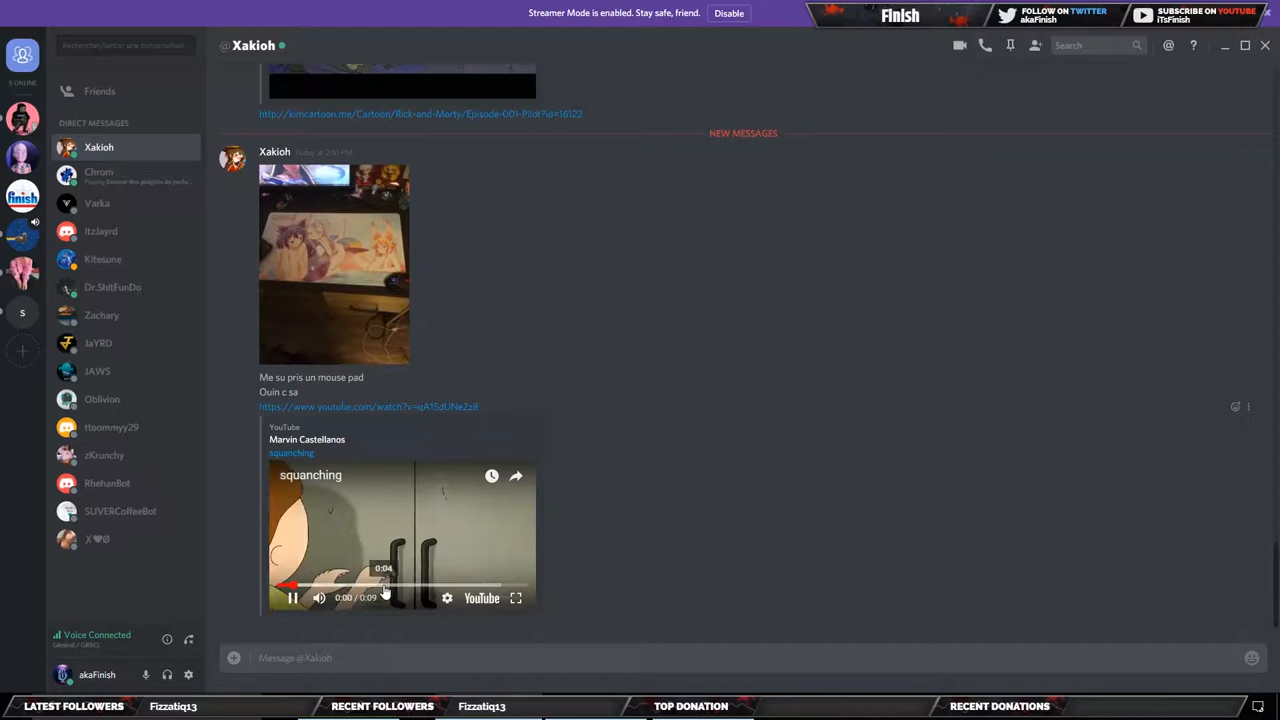 Streamer Mode is enabled. Stay safe, friend.
Disable
Finish
FOLLOW ON TWITTER
akaFinish
SUBSCRIBE ON YOUTUBE
iTsFinish
Rechercher/lancer une conversation
@ Xakioh
Search
@
?
5 ONLINE
Friends
DIRECT MESSAGES
Xakioh
Chrom
Varka
ItzJayrd
Kitesune
Dr.ShitFunDo
Zachary
JaYRD
JAWS
Oblivion
ttoommyy29
zKrunchy
RhehanBot
SLIVERCoffeeBot
finish
S
http://kimcartoon.me/Cartoon/Rick-and-Morty/Episode-001-Pilot?id=16122
NEW MESSAGES
Xakioh Today at 2:51 PM
Me su pris un mouse pad
Ouin c sa
https://www.youtube.com/watch?v=qA15dUNe2z8
YouTube
Marvin Castellanos
squanching
squanching
0:04
0:00 / 0:09
YouTube
Voice Connected
akaFinish
Message @Xakioh
LATEST FOLLOWERS
Fizzatiq13
RECENT FOLLOWERS
Fizzatiq13
TOP DONATION
RECENT DONATIONS